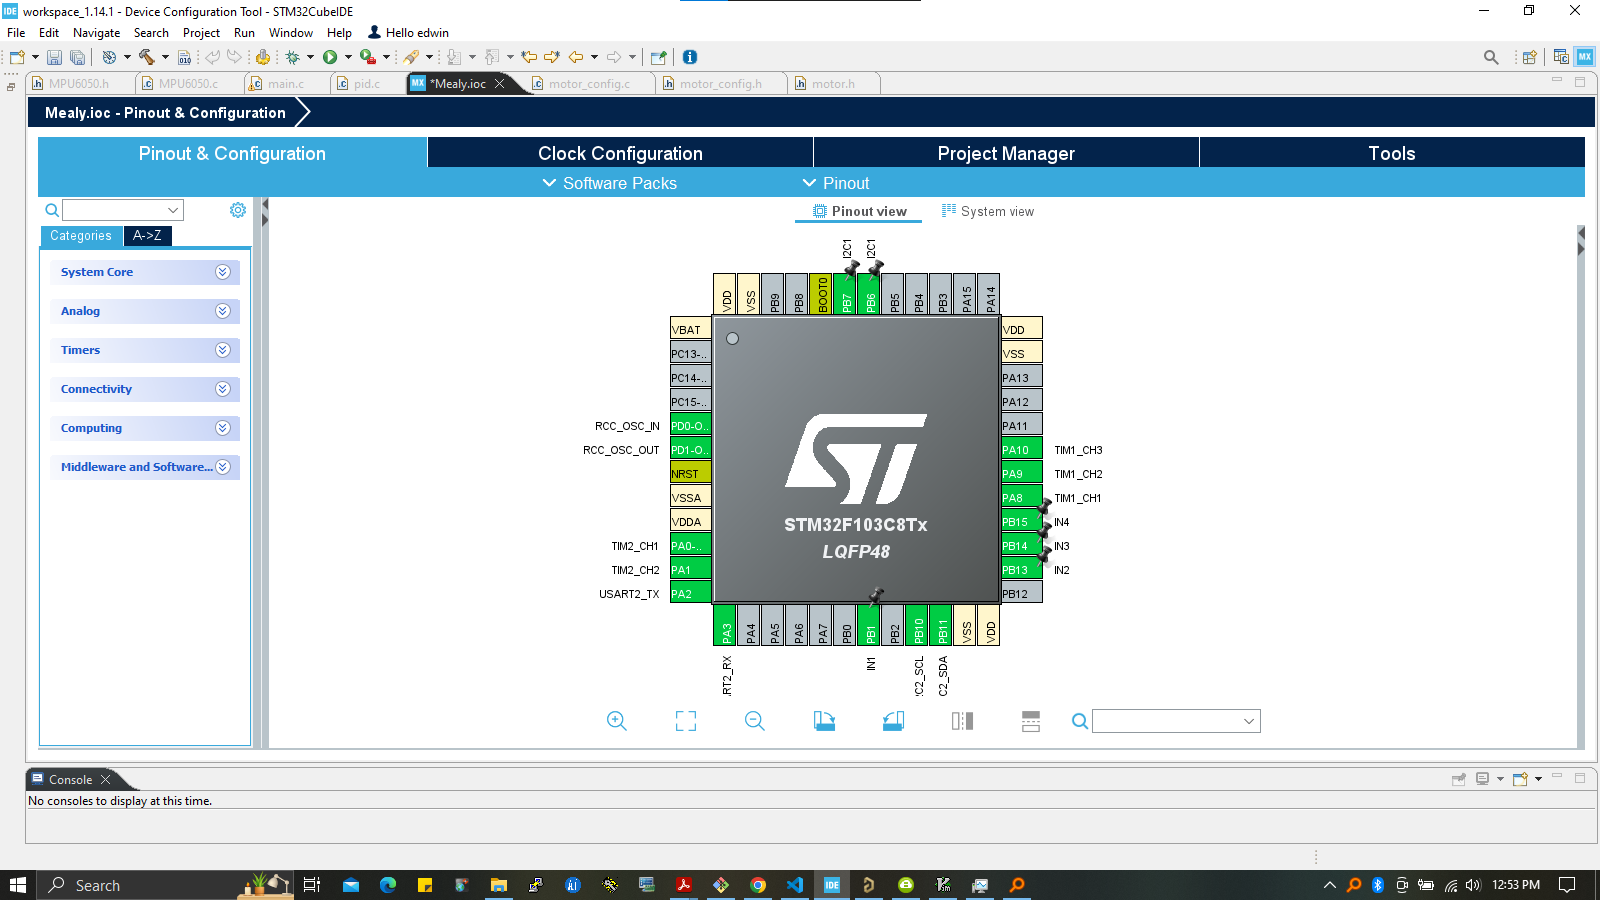 workspace_1.14.1 - Device Configuration Tool - STM32CubeIDE
File Edit Navigate Search Project Run Window Help Hello edwin
MPU6050.h MPU6050.c main.c pid.c *Mealy.ioc motor_config.c motor_config.h motor.h
Mealy.ioc - Pinout & Configuration
Pinout & Configuration Clock Configuration Project Manager Tools
Software Packs Pinout
Pinout view System view
Categories A->Z
System Core
Analog
Timers
Connectivity
Computing
Middleware and Software...
I2C1 I2C1
VDD VSS PB9 PB8 BOOT0 PB7 PB6 PB5 PB4 PB3 PA15 PA14
VBAT VDD
PC13-.. VSS
PC14-.. PA13
PC15-.. PA12
RCC_OSC_IN PD0-O.. PA11
RCC_OSC_OUT PD1-O.. PA10 TIM1_CH3
NRST PA9 TIM1_CH2
VSSA PA8 TIM1_CH1
VDDA PB15 IN4
TIM2_CH1 PA0-.. PB14 IN3
TIM2_CH2 PA1 PB13 IN2
USART2_TX PA2 PB12
ST
STM32F103C8Tx
LQFP48
PA3 PA4 PA5 PA6 PA7 PB0 PB1 PB2 PB10 PB11 VSS VDD
.RT2_RX IN1 :C2_SCL C2_SDA
Console
No consoles to display at this time.
Search 12:53 PM